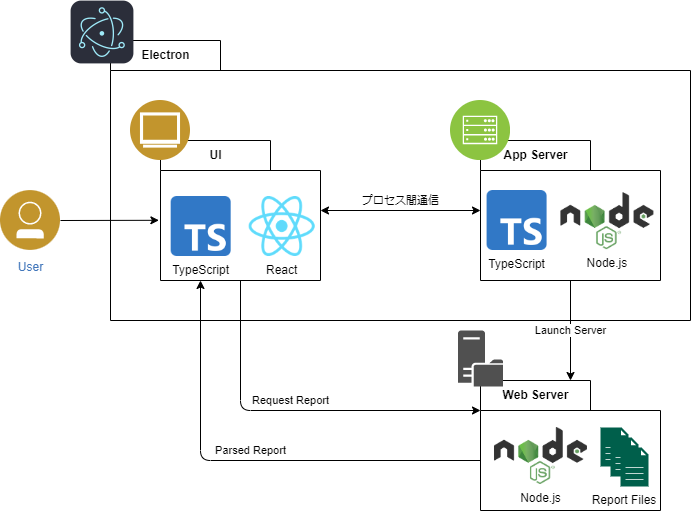 Electron
UI
App Server
TS
TypeScript
React
プロセス間通信
TS
TypeScript
node
JS
Node.js
User
Launch Server
Web Server
Request Report
Parsed Report
node
JS
Node.js
Report Files